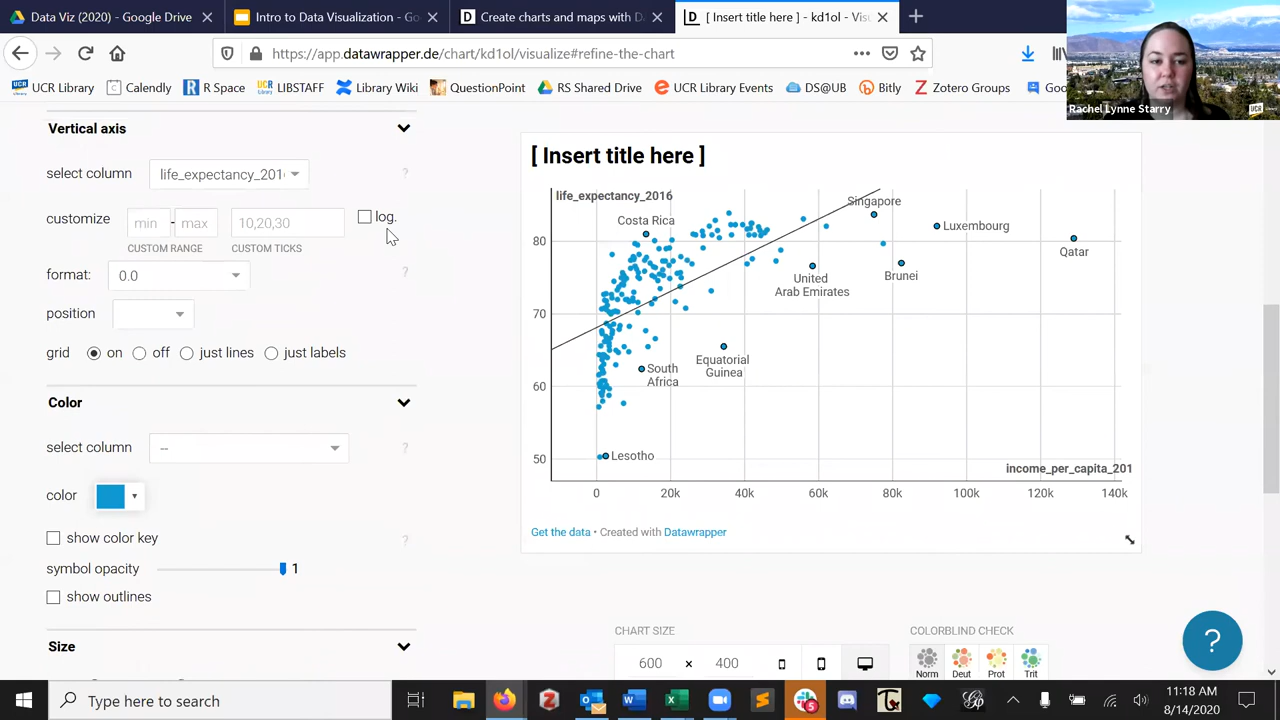 Data Viz (2020) - Google Drive
Intro to Data Visualization - Go
Create charts and maps with D
[ Insert title here ] - kd1ol - Vis
https://app.datawrapper.de/chart/kd1ol/visualize#refine-the-chart
UCR Library
Calendly
R Space
LIBSTAFF
Library Wiki
QuestionPoint
RS Shared Drive
UCR Library Events
DS@UB
Bitly
Zotero Groups
Goo
Rachel Lynne Starry
UCR
Vertical axis
select column
life_expectancy_201
?
customize
min
-
max
10,20,30
log.
CUSTOM RANGE
CUSTOM TICKS
format:
0.0
?
position
grid
on
off
just lines
just labels
Color
select column
--
?
color
show color key
?
symbol opacity
1
show outlines
Size
[ Insert title here ]
life_expectancy_2016
Singapore
Costa Rica
Luxembourg
80
Qatar
United
Arab Emirates
Brunei
70
Equatorial
Guinea
South
Africa
60
Lesotho
50
income_per_capita_201
0
20k
40k
60k
80k
100k
120k
140k
Get the data • Created with Datawrapper
CHART SIZE
600
×
400
COLORBLIND CHECK
Norm
Deut
Prot
Trit
?
Type here to search
5
11:18 AM
8/14/2020